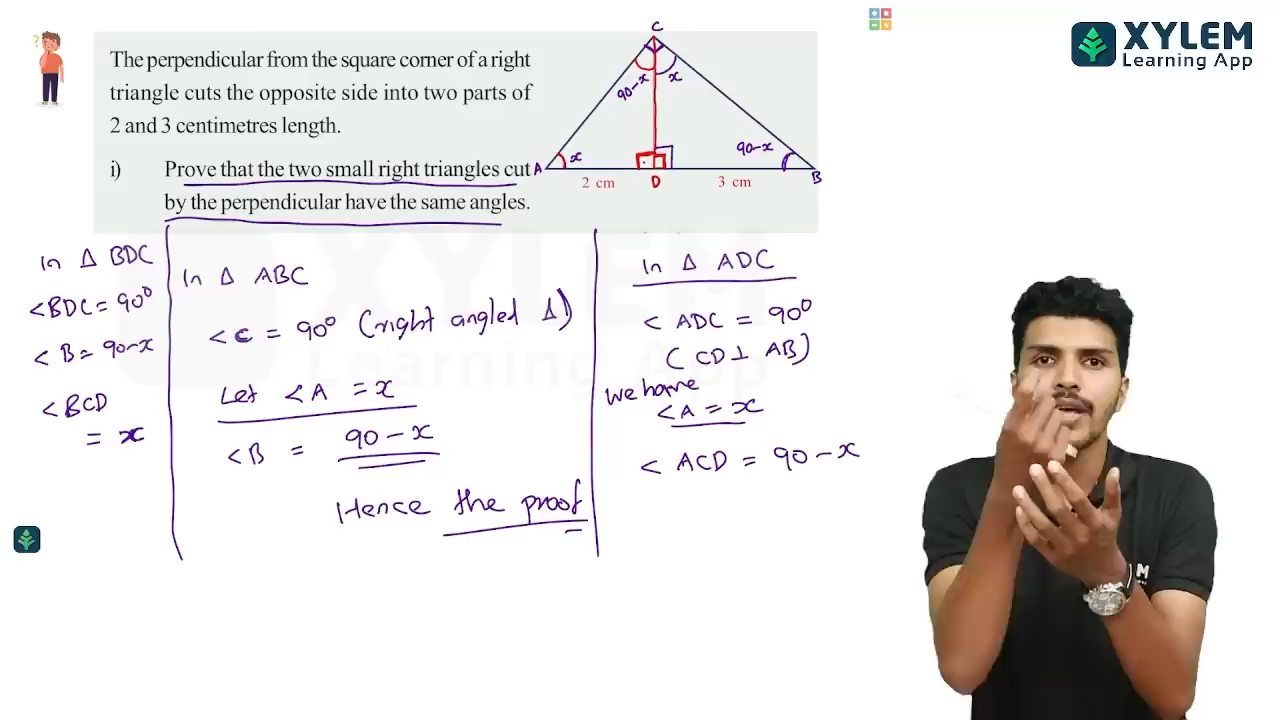 XYLEM
Learning App
The perpendicular from the square corner of a right
triangle cuts the opposite side into two parts of
2 and 3 centimetres length.
i) Prove that the two small right triangles cut
by the perpendicular have the same angles.
C
90-x x
A x 90-x B
2 cm D 3 cm
In Δ BDC
<BDC = 90°
<B = 90-x
<BCD
= x
In Δ ABC
<C = 90° (right angled Δ)
Let <A = x
<B = 90-x
Hence the proof
In Δ ADC
< ADC = 90°
(CD ⊥ AB)
we have
<A = x
< ACD = 90-x
XYLEM
Learning App